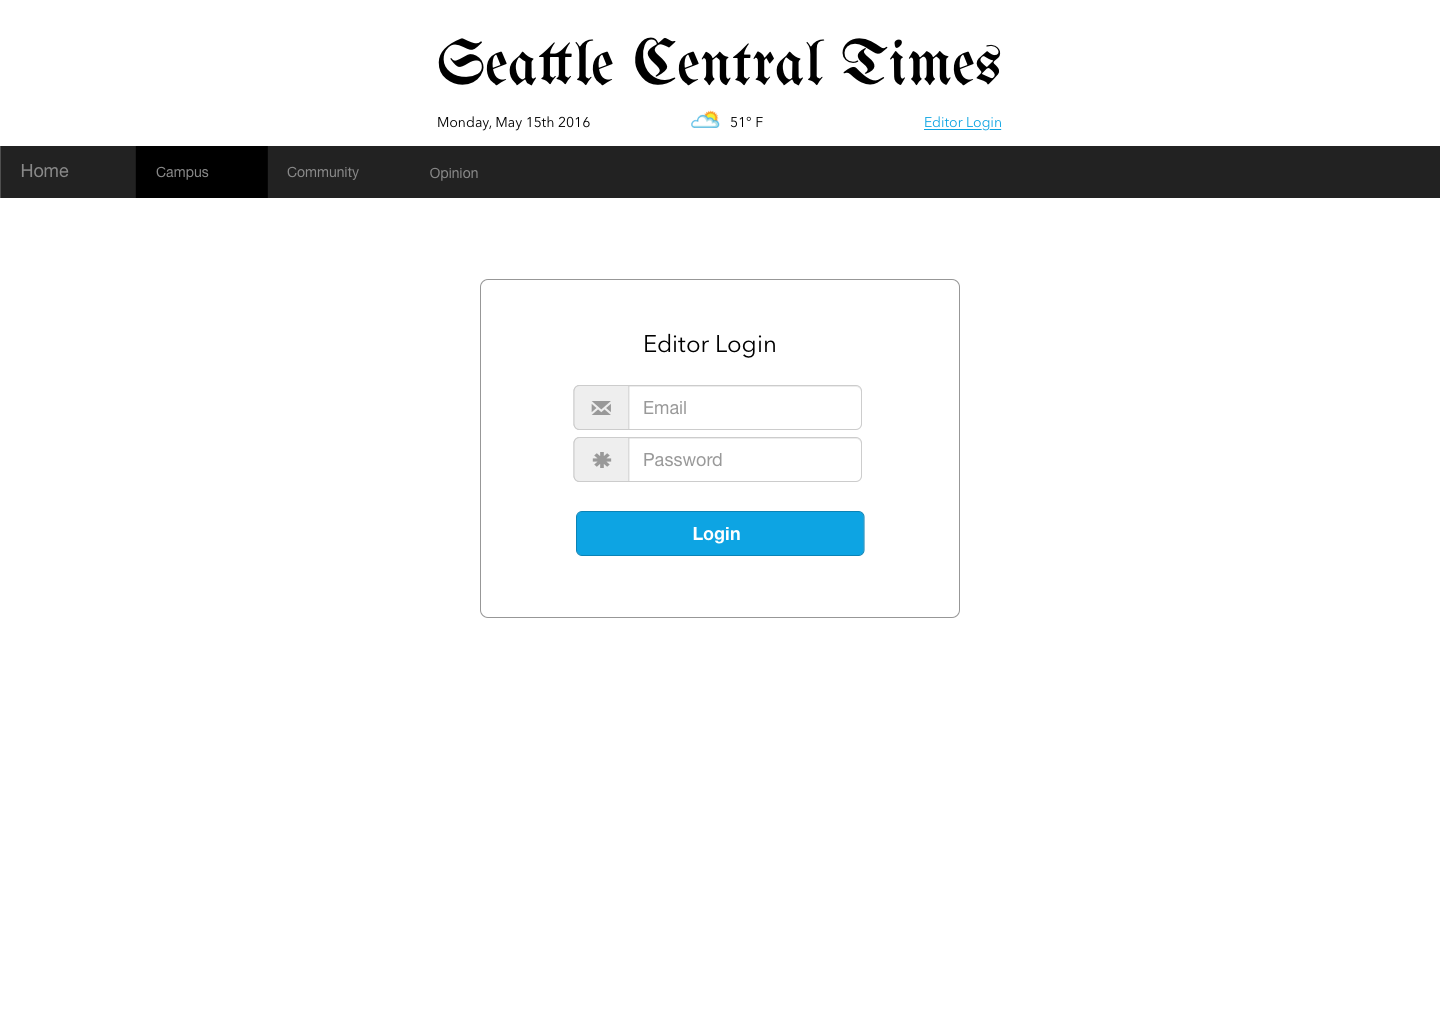 Seattle Central Times
Monday, May 15th 2016 51° F Editor Login
Home Campus Community Opinion
Editor Login
Email
Password
Login